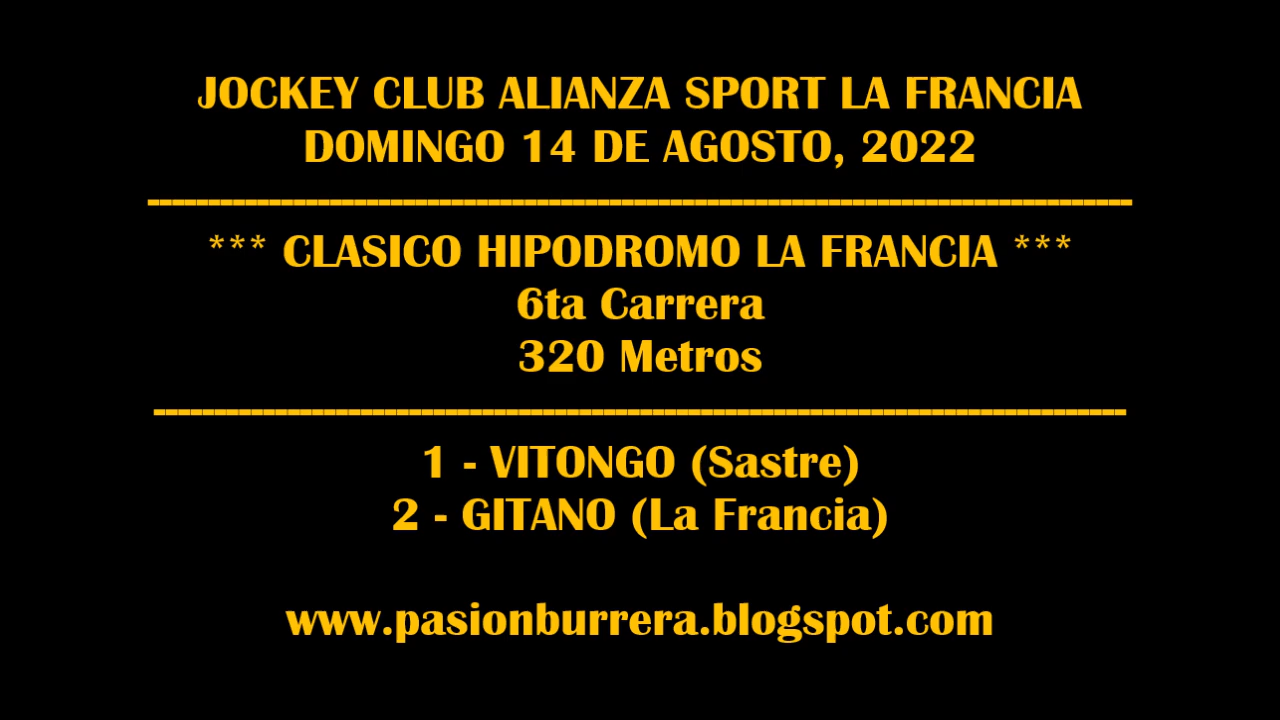 JOCKEY CLUB ALIANZA SPORT LA FRANCIA
DOMINGO 14 DE AGOSTO, 2022
--------------------------------------------------------------------------------
*** CLASICO HIPODROMO LA FRANCIA ***
6ta Carrera
320 Metros
-------------------------------------------------------------------------------
1 - VITONGO (Sastre)
2 - GITANO (La Francia)
www.pasionburrera.blogspot.com